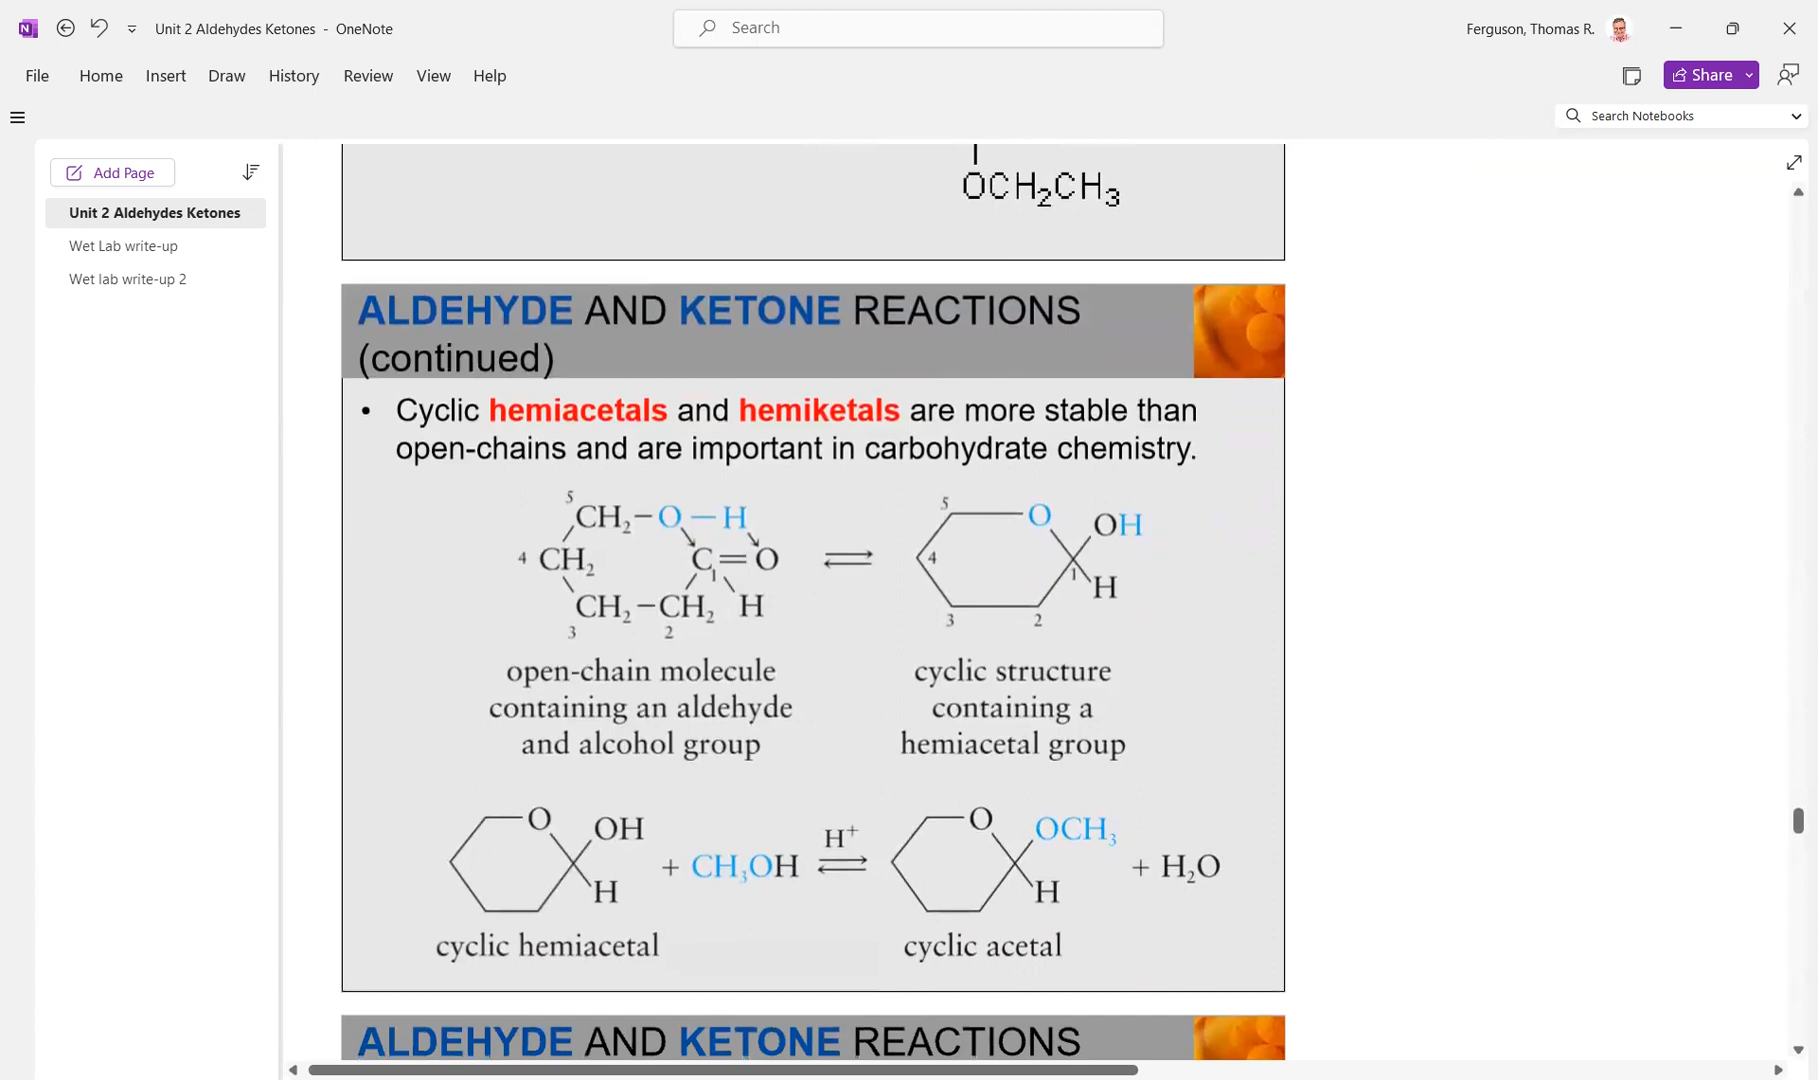 Unit 2 Aldehydes Ketones - OneNote
Search
Ferguson, Thomas R.
File Home Insert Draw History Review View Help
Share
Search Notebooks
Add Page
Unit 2 Aldehydes Ketones
Wet Lab write-up
Wet lab write-up 2
OCH₂CH₃
ALDEHYDE AND KETONE REACTIONS
(continued)
• Cyclic hemiacetals and hemiketals are more stable than
open-chains and are important in carbohydrate chemistry.
5
CH₂–O–H
4 CH₂ C=O
1
CH₂–CH₂ H
3 2
open-chain molecule
containing an aldehyde
and alcohol group
⇌
5 O OH
4 1 H
3 2
cyclic structure
containing a
hemiacetal group
O OH
H
+ CH₃OH
H⁺
⇌
O OCH₃
H
+ H₂O
cyclic hemiacetal
cyclic acetal
ALDEHYDE AND KETONE REACTIONS